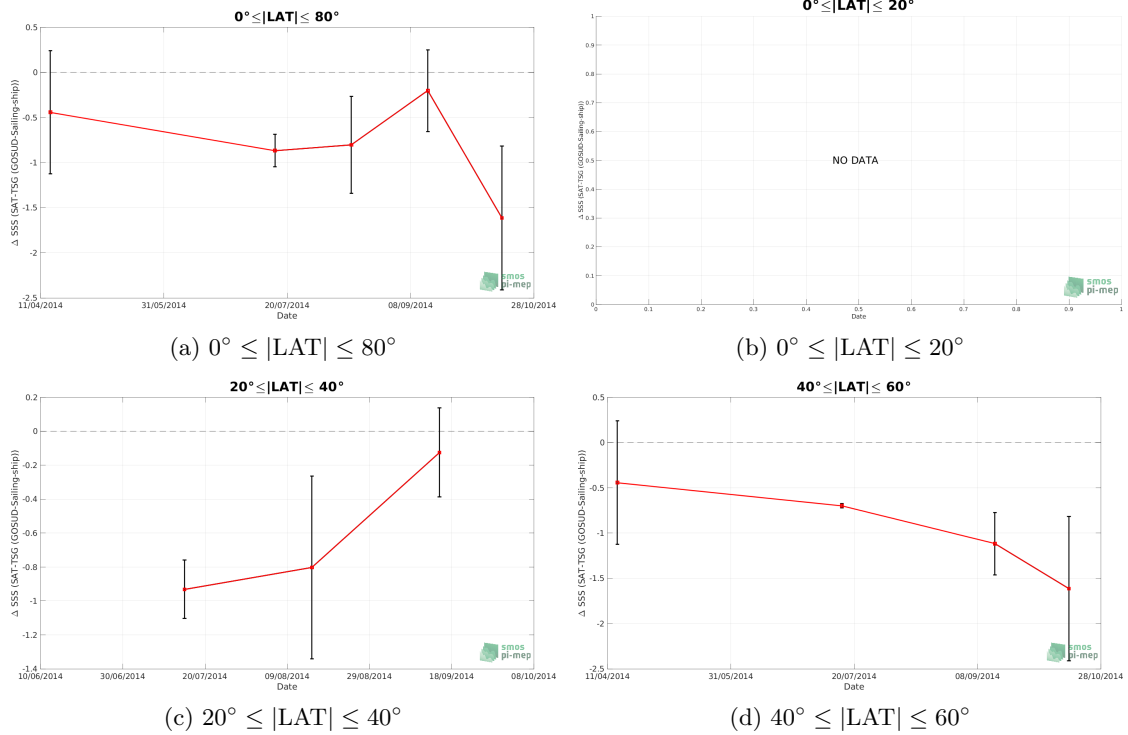 0°≤|LAT|≤ 80°
0.5
0
-0.5
-1
-1.5
-2
-2.5
Δ SSS (SAT-TSG (GOSUD-Sailing-ship))
11/04/2014 31/05/2014 20/07/2014 08/09/2014 28/10/2014
Date
smos
pi-mep
(a) 0° ≤ |LAT| ≤ 80°
0°≤|LAT|≤ 20°
1
0.9
0.8
0.7
0.6
0.5
0.4
0.3
0.2
0.1
0
Δ SSS (SAT-TSG (GOSUD-Sailing-ship))
NO DATA
0 0.1 0.2 0.3 0.4 0.5 0.6 0.7 0.8 0.9 1
Date
smos
pi-mep
(b) 0° ≤ |LAT| ≤ 20°
20°≤|LAT|≤ 40°
0.2
0
-0.2
-0.4
-0.6
-0.8
-1
-1.2
-1.4
Δ SSS (SAT-TSG (GOSUD-Sailing-ship))
10/06/2014 30/06/2014 20/07/2014 09/08/2014 29/08/2014 18/09/2014 08/10/2014
Date
smos
pi-mep
(c) 20° ≤ |LAT| ≤ 40°
40°≤|LAT|≤ 60°
0.5
0
-0.5
-1
-1.5
-2
-2.5
Δ SSS (SAT-TSG (GOSUD-Sailing-ship))
11/04/2014 31/05/2014 20/07/2014 08/09/2014 28/10/2014
Date
smos
pi-mep
(d) 40° ≤ |LAT| ≤ 60°